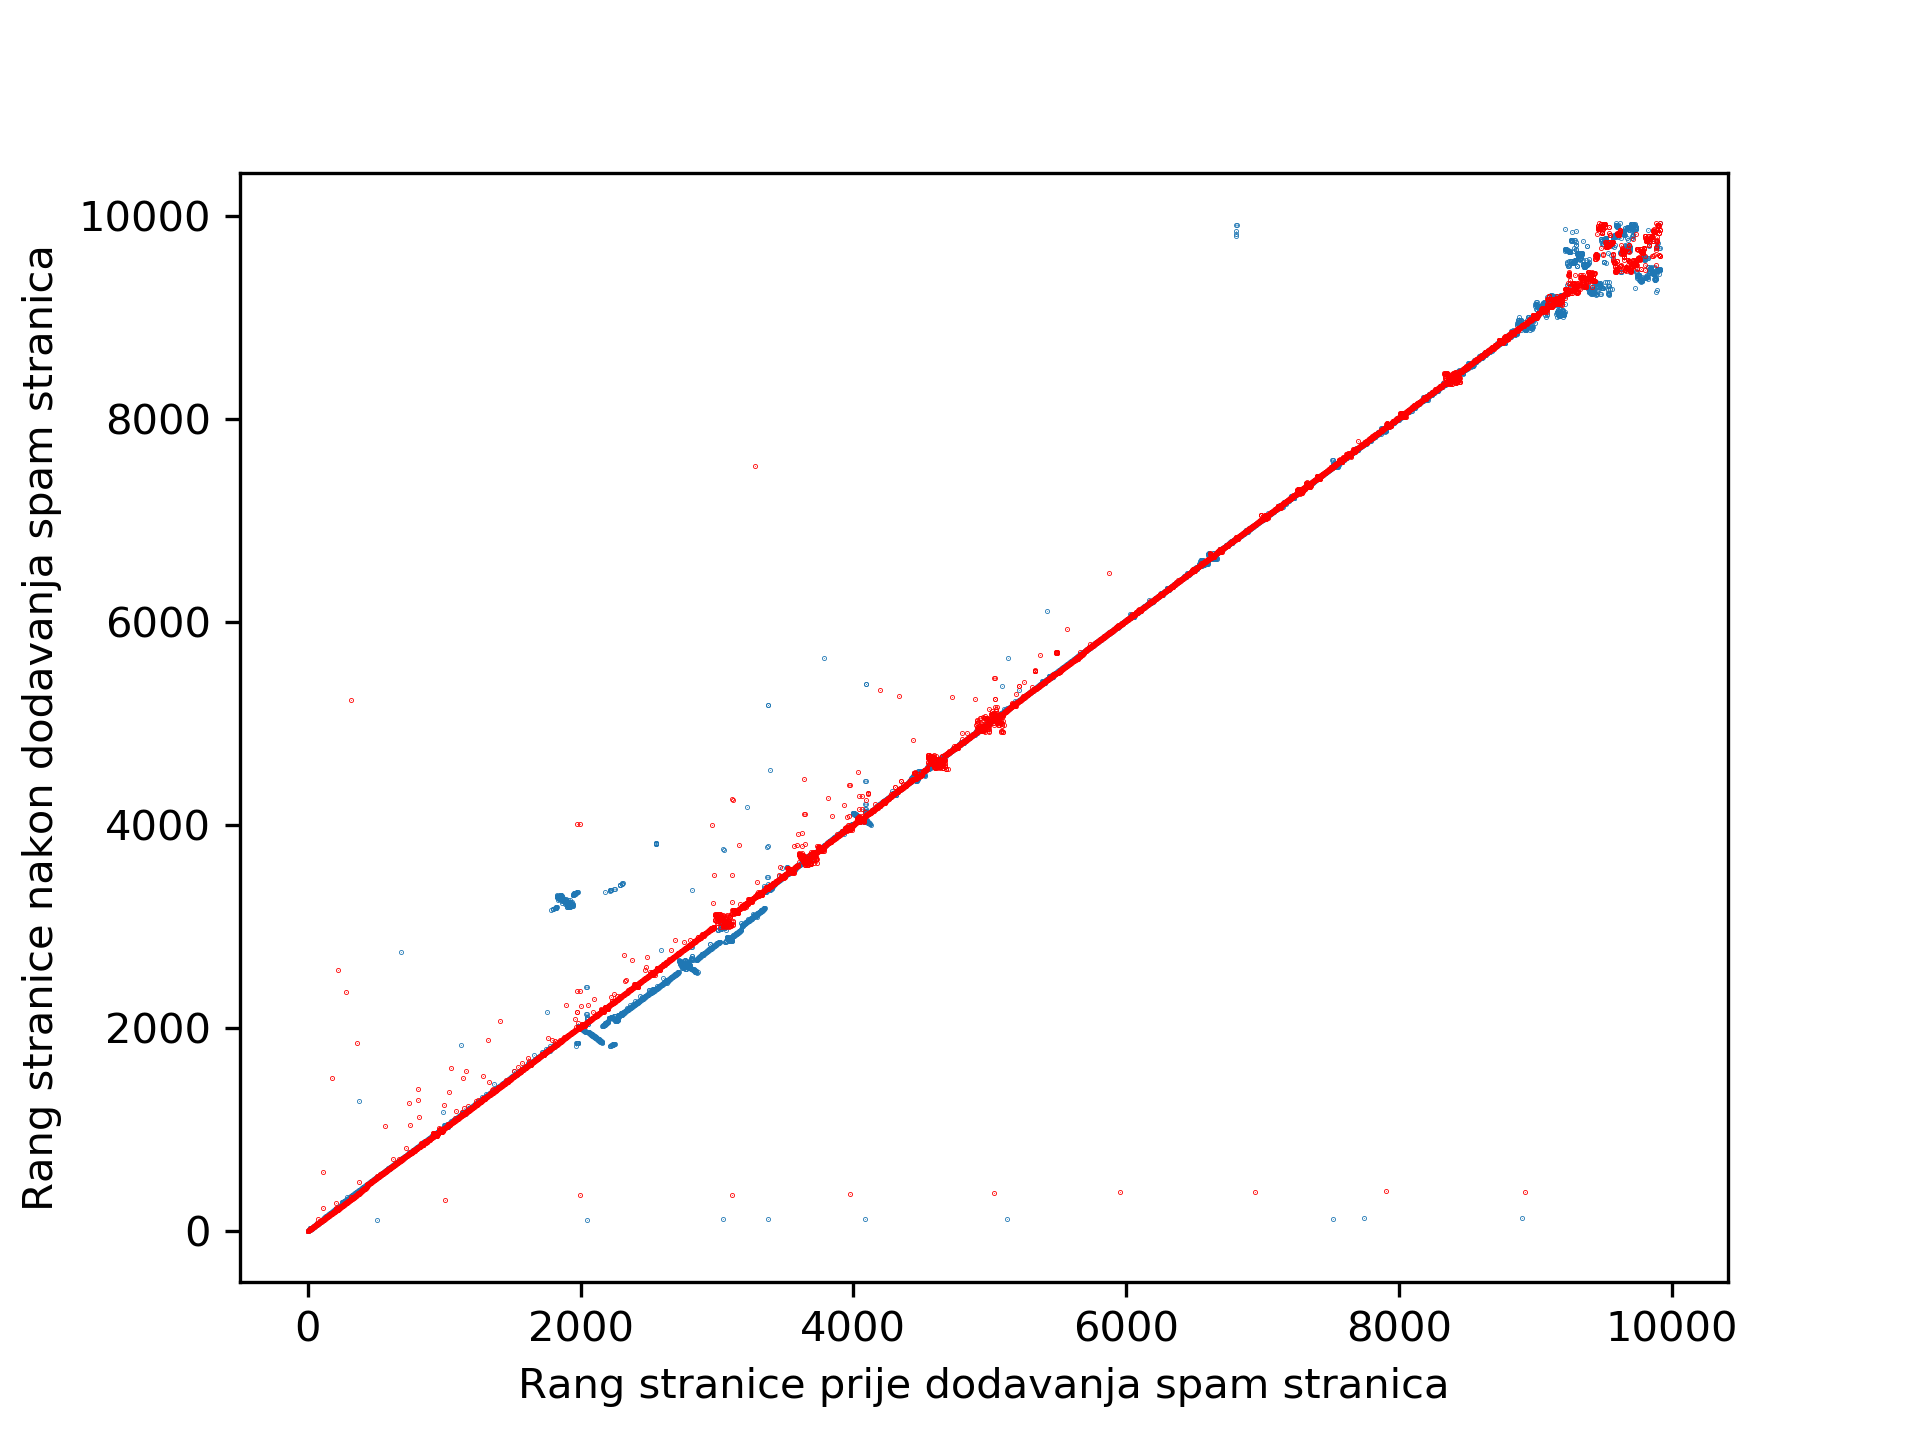 Rang stranice nakon dodavanja spam stranica
10000
8000
6000
4000
2000
0
0 2000 4000 6000 8000 10000
Rang stranice prije dodavanja spam stranica